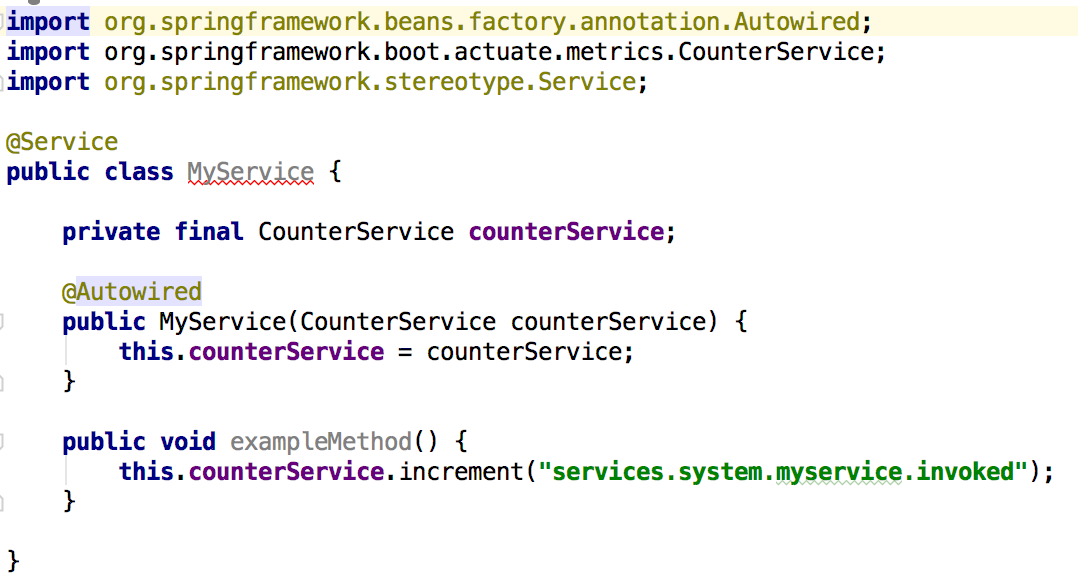 import org.springframework.beans.factory.annotation.Autowired;
import org.springframework.boot.actuate.metrics.CounterService;
import org.springframework.stereotype.Service;
@Service
public class MyService {
private final CounterService counterService;
@Autowired
public MyService(CounterService counterService) {
this.counterService = counterService;
}
public void exampleMethod() {
this.counterService.increment("services.system.myservice.invoked");
}
}